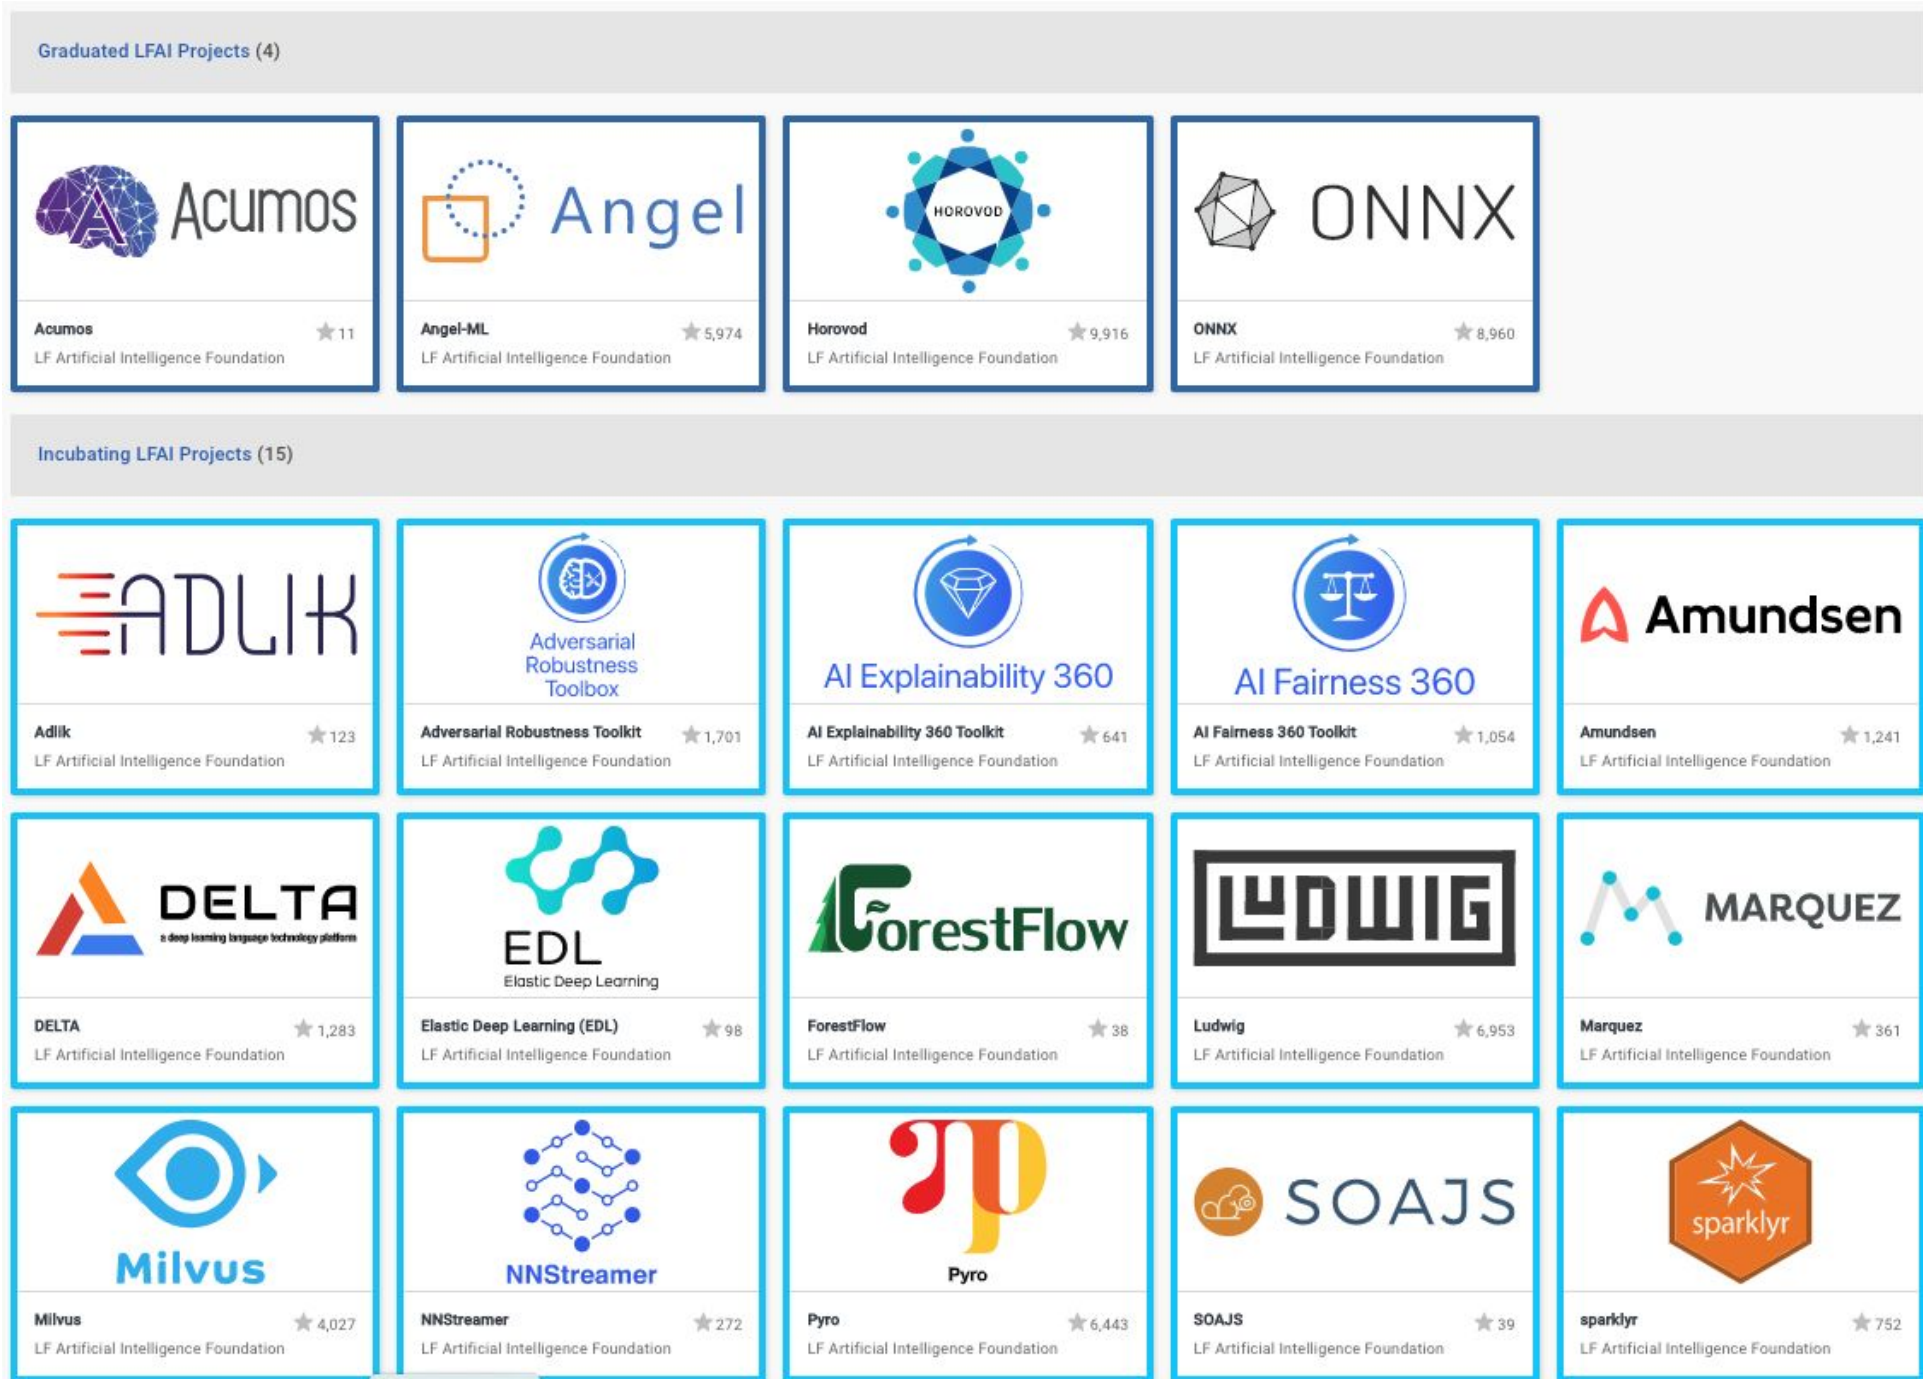 Graduated LFAI Projects (4)
Acumos
Angel
HOROVOD
ONNX
Acumos 11
LF Artificial Intelligence Foundation
Angel-ML 5,974
LF Artificial Intelligence Foundation
Horovod 9,916
LF Artificial Intelligence Foundation
ONNX 8,960
LF Artificial Intelligence Foundation
Incubating LFAI Projects (15)
ADLIK
Adversarial
Robustness
Toolbox
AI Explainability 360
AI Fairness 360
Amundsen
Adlik 123
LF Artificial Intelligence Foundation
Adversarial Robustness Toolkit 1,701
LF Artificial Intelligence Foundation
AI Explainability 360 Toolkit 641
LF Artificial Intelligence Foundation
AI Fairness 360 Toolkit 1,054
LF Artificial Intelligence Foundation
Amundsen 1,241
LF Artificial Intelligence Foundation
DELTA
a deep learning language technology platform
EDL
Elastic Deep Learning
ForestFlow
LUDWIG
MARQUEZ
DELTA 1,283
LF Artificial Intelligence Foundation
Elastic Deep Learning (EDL) 98
LF Artificial Intelligence Foundation
ForestFlow 38
LF Artificial Intelligence Foundation
Ludwig 6,953
LF Artificial Intelligence Foundation
Marquez 361
LF Artificial Intelligence Foundation
Milvus
NNStreamer
Pyro
SOAJS
sparklyr
Milvus 4,027
LF Artificial Intelligence Foundation
NNStreamer 272
LF Artificial Intelligence Foundation
Pyro 6,443
LF Artificial Intelligence Foundation
SOAJS 39
LF Artificial Intelligence Foundation
sparklyr 752
LF Artificial Intelligence Foundation